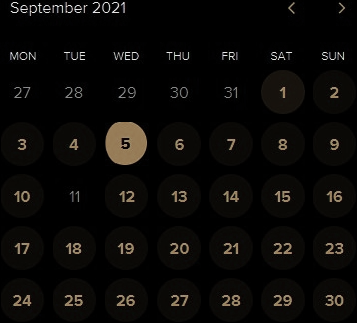 September 2021
MON TUE WED THU FRI SAT SUN
27 28 29 30 31 1 2
3 4 5 6 7 8 9
10 11 12 13 14 15 16
17 18 19 20 21 22 23
24 25 26 27 28 29 30